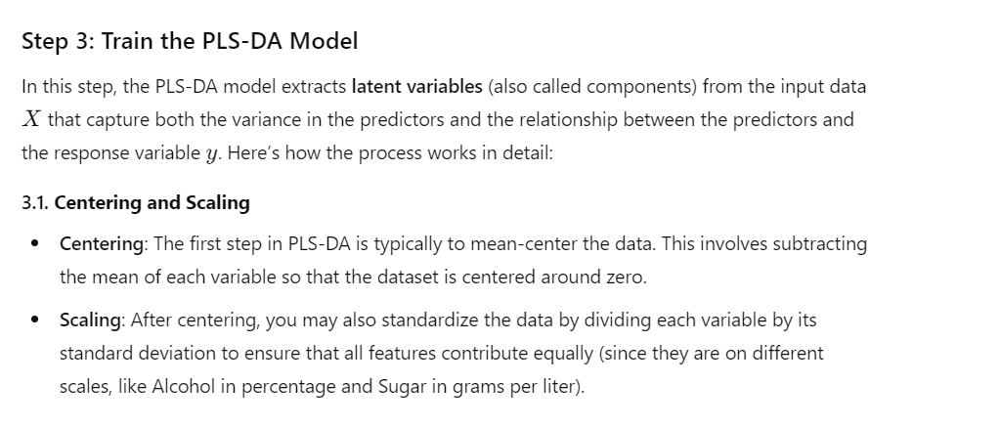 Step 3: Train the PLS-DA Model
In this step, the PLS-DA model extracts latent variables (also called components) from the input data
X that capture both the variance in the predictors and the relationship between the predictors and
the response variable y. Here's how the process works in detail:
3.1. Centering and Scaling
• Centering: The first step in PLS-DA is typically to mean-center the data. This involves subtracting
the mean of each variable so that the dataset is centered around zero.
• Scaling: After centering, you may also standardize the data by dividing each variable by its
standard deviation to ensure that all features contribute equally (since they are on different
scales, like Alcohol in percentage and Sugar in grams per liter).